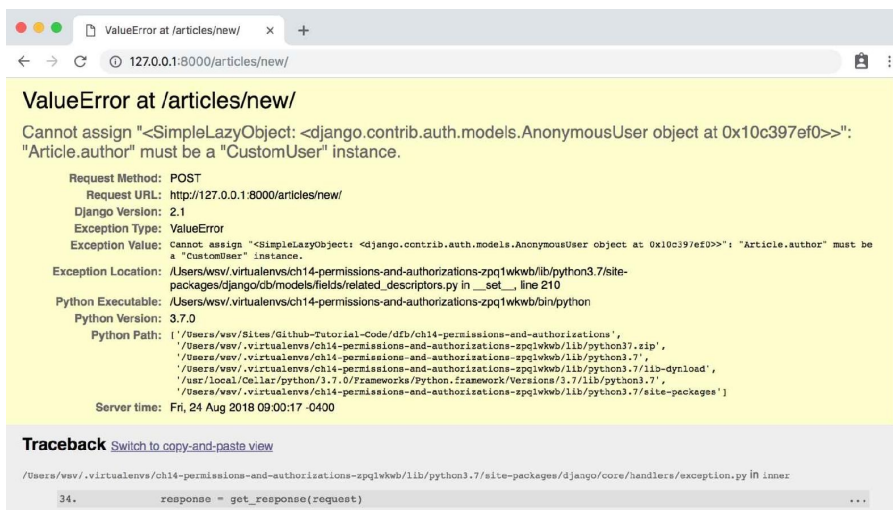 ValueError at /articles/new/
127.0.0.1:8000/articles/new/
ValueError at /articles/new/
Cannot assign "<SimpleLazyObject: <django.contrib.auth.models.AnonymousUser object at 0x10c397ef0>>":
"Article.author" must be a "CustomUser" instance.
Request Method: POST
Request URL: http://127.0.0.1:8000/articles/new/
Django Version: 2.1
Exception Type: ValueError
Exception Value: Cannot assign "<SimpleLazyObject: <django.contrib.auth.models.AnonymousUser object at 0x10c397ef0>>": "Article.author" must be
a "CustomUser" instance.
Exception Location: /Users/wsv/.virtualenvs/ch14-permissions-and-authorizations-zpq1wkwb/lib/python3.7/site-
packages/django/db/models/fields/related_descriptors.py in __set__, line 210
Python Executable: /Users/wsv/.virtualenvs/ch14-permissions-and-authorizations-zpq1wkwb/bin/python
Python Version: 3.7.0
Python Path: ['/Users/wsv/Sites/Github-Tutorial-Code/dfb/ch14-permissions-and-authorizations',
'/Users/wsv/.virtualenvs/ch14-permissions-and-authorizations-zpq1wkwb/lib/python37.zip',
'/Users/wsv/.virtualenvs/ch14-permissions-and-authorizations-zpq1wkwb/lib/python3.7',
'/Users/wsv/.virtualenvs/ch14-permissions-and-authorizations-zpq1wkwb/lib/python3.7/lib-dynload',
'/usr/local/Cellar/python/3.7.0/Frameworks/Python.framework/Versions/3.7/lib/python3.7',
'/Users/wsv/.virtualenvs/ch14-permissions-and-authorizations-zpq1wkwb/lib/python3.7/site-packages']
Server time: Fri, 24 Aug 2018 09:00:17 -0400
Traceback Switch to copy-and-paste view
/Users/wsv/.virtualenvs/ch14-permissions-and-authorizations-zpq1wkwb/lib/python3.7/site-packages/django/core/handlers/exception.py in inner
34. response = get_response(request) ...